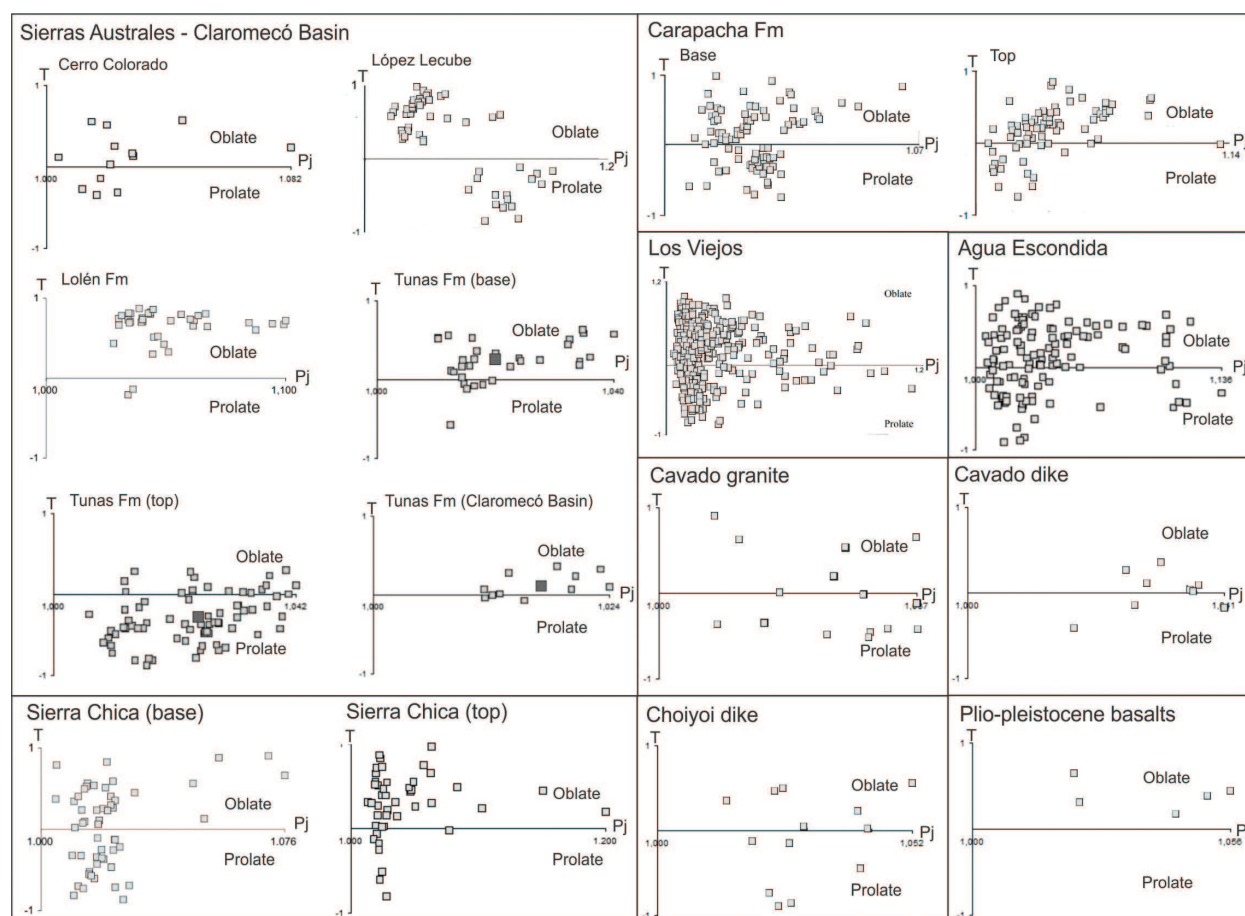 Sierras Australes - Claromecó Basin
Cerro Colorado
T
1
Oblate
Pj
1.000
1.082
Prolate
-1
López Lecube
T
1
Oblate
Pj
1.2
Prolate
-1
Lolén Fm
T
1
Oblate
Pj
1,000
1,100
Prolate
-1
Tunas Fm (base)
T
1
Oblate
Pj
1,000
1,040
Prolate
-1
Tunas Fm (top)
T
1
Oblate
Pj
1,000
1,042
Prolate
-1
Tunas Fm (Claromecó Basin)
T
1
Oblate
Pj
1,000
1,024
Prolate
-1
Carapacha Fm
Base
T
1
Oblate
Pj
1.07
Prolate
-1
Top
T
1
Oblate
Pj
1.14
Prolate
-1
Los Viejos
T
1,2
Oblate
Pj
1,2
Prolate
-1
Agua Escondida
T
1
Oblate
Pj
1,000
1,136
Prolate
-1
Cavado granite
T
1
Oblate
Pj
1,000
Prolate
-1
Cavado dike
T
1
Oblate
Pj
1,000
Prolate
-1
Sierra Chica (base)
T
1
Oblate
Pj
1.000
1.076
Prolate
-1
Sierra Chica (top)
T
1
Oblate
Pj
1.000
1.200
Prolate
-1
Choiyoi dike
T
1
Oblate
Pj
1,000
1,052
Prolate
-1
Plio-pleistocene basalts
T
1
Oblate
Pj
1,000
1,056
Prolate
-1